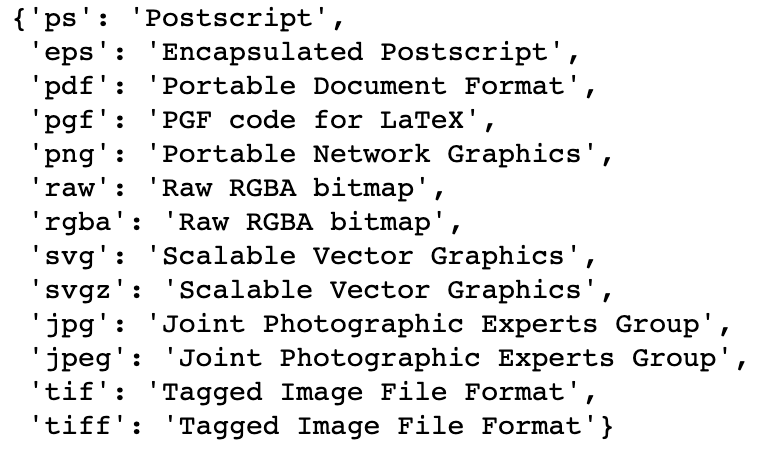 {'ps': 'Postscript',
 'eps': 'Encapsulated Postscript',
 'pdf': 'Portable Document Format',
 'pgf': 'PGF code for LaTeX',
 'png': 'Portable Network Graphics',
 'raw': 'Raw RGBA bitmap',
 'rgba': 'Raw RGBA bitmap',
 'svg': 'Scalable Vector Graphics',
 'svgz': 'Scalable Vector Graphics',
 'jpg': 'Joint Photographic Experts Group',
 'jpeg': 'Joint Photographic Experts Group',
 'tif': 'Tagged Image File Format',
 'tiff': 'Tagged Image File Format'}